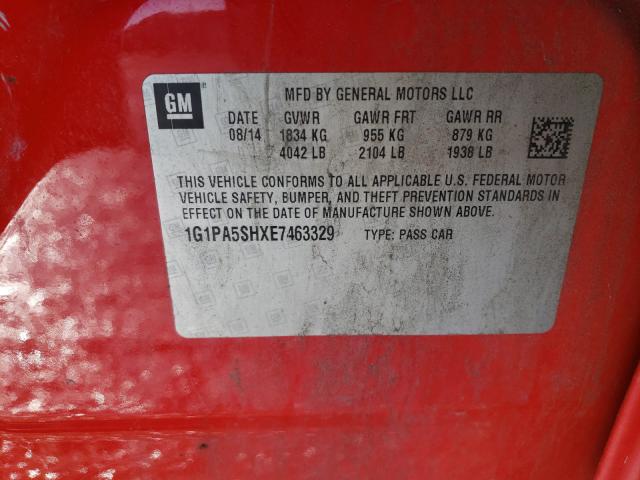 GM
MFD BY GENERAL MOTORS LLC
DATE GVWR GAWR FRT GAWR RR
08/14 1834 KG 955 KG 879 KG
4042 LB 2104 LB 1938 LB
THIS VEHICLE CONFORMS TO ALL APPLICABLE U.S. FEDERAL MOTOR
VEHICLE SAFETY, BUMPER, AND THEFT PREVENTION STANDARDS IN
EFFECT ON THE DATE OF MANUFACTURE SHOWN ABOVE.
1G1PA5SHXE7463329 TYPE: PASS CAR